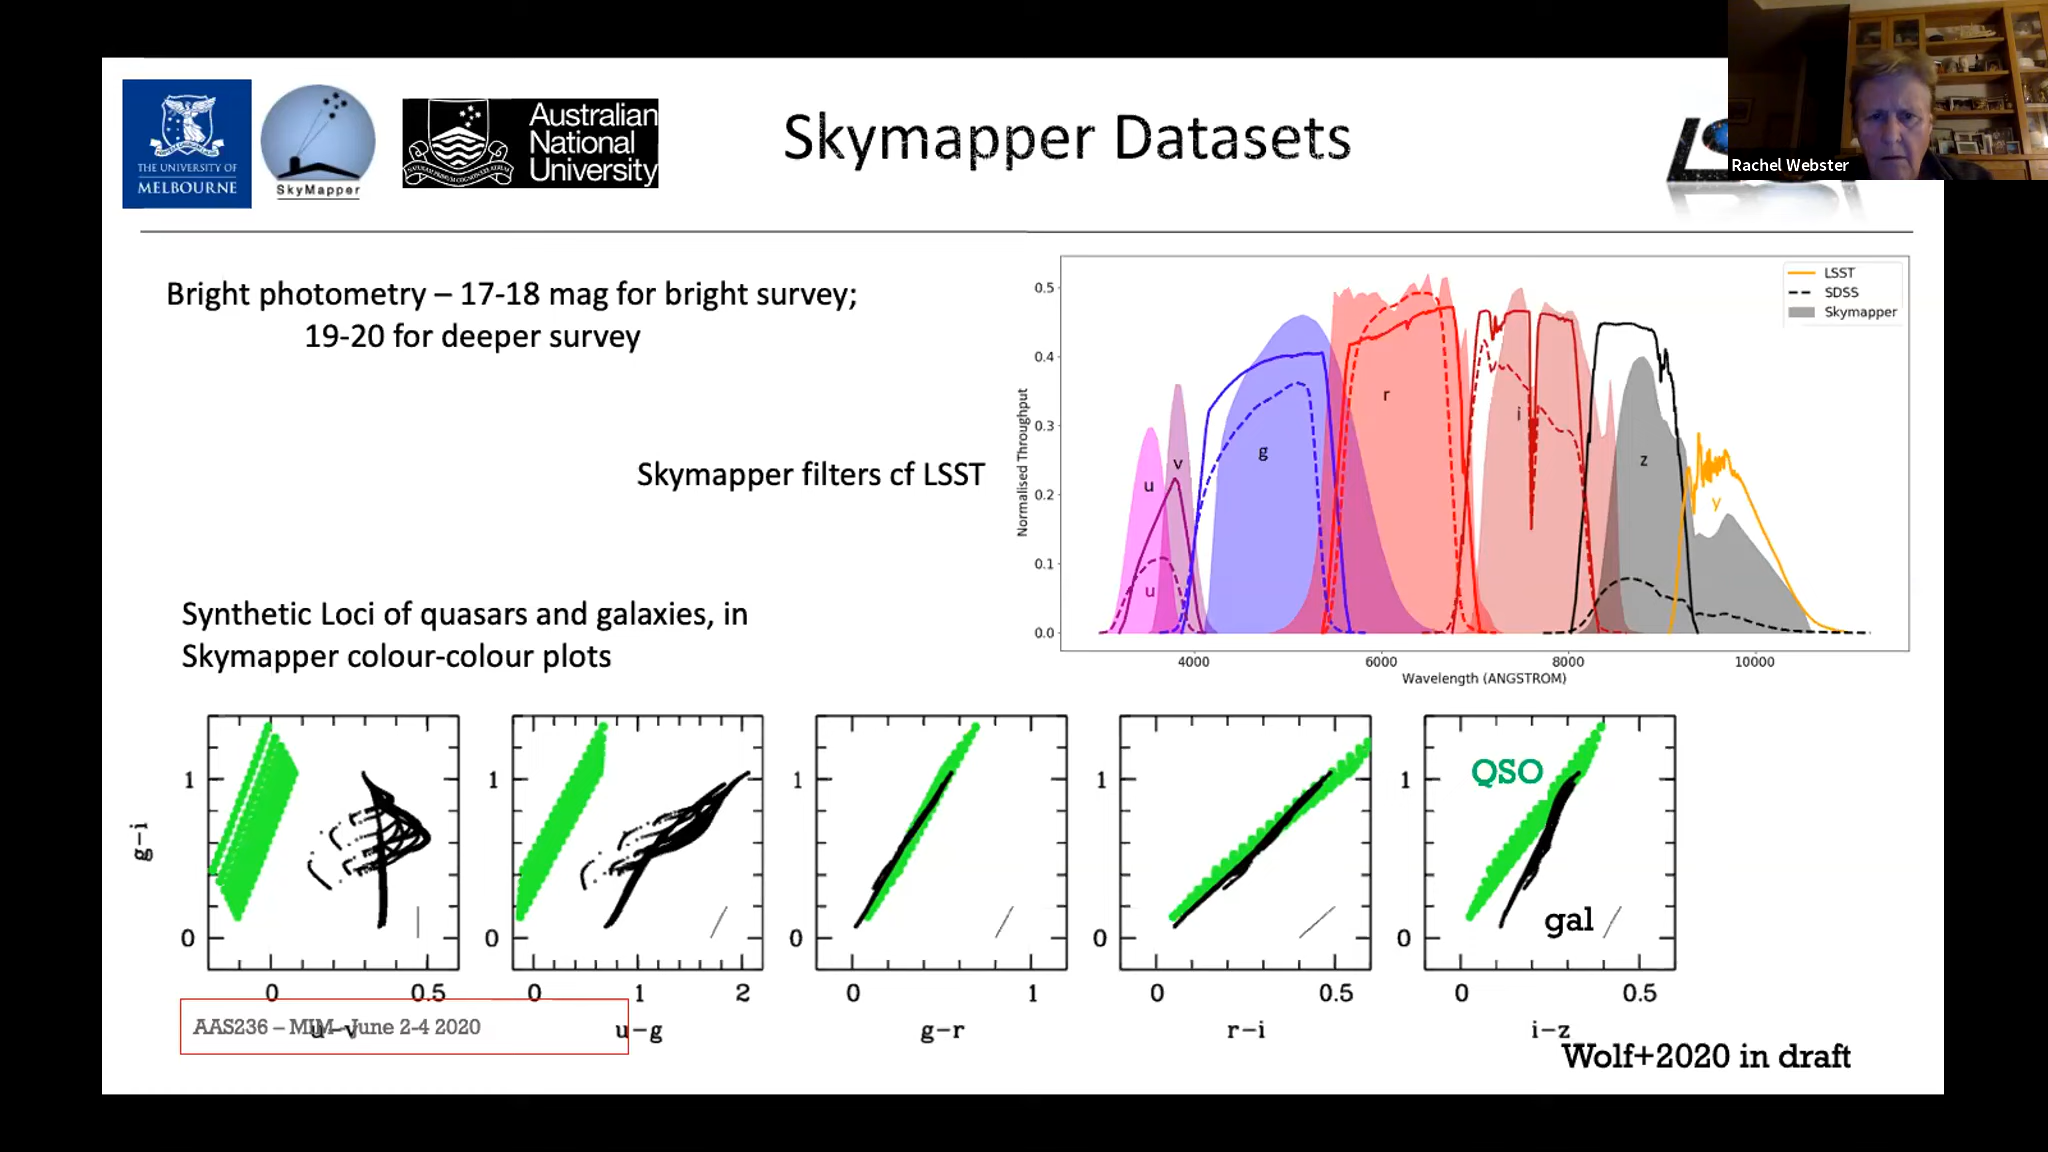 THE UNIVERSITY OF
MELBOURNE
SkyMapper
Australian
National
University
Skymapper Datasets
Rachel Webster
Bright photometry – 17-18 mag for bright survey;
19-20 for deeper survey
Skymapper filters cf LSST
Synthetic Loci of quasars and galaxies, in
Skymapper colour-colour plots
LSST
SDSS
Skymapper
Normalised Throughput
0.5
0.4
0.3
0.2
0.1
0.0
u
v
g
r
i
z
y
u
4000 6000 8000 10000
Wavelength (ANGSTROM)
g–i
1
0
0 0.5
u–v
1
0
0 1 2
u–g
1
0
0 1
g–r
1
0
0 0.5
r–i
QSO
gal
1
0
0 0.5
i–z
AAS236 – MIM - June 2-4 2020
Wolf+2020 in draft